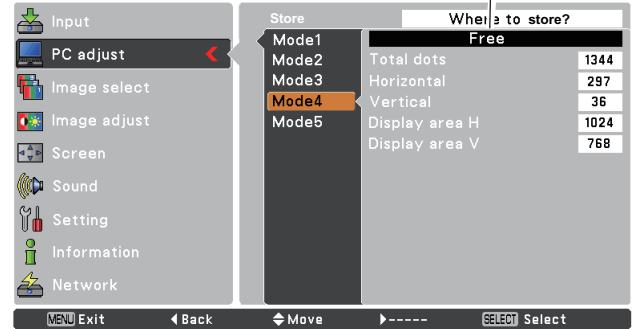 Input
PC adjust
Image select
Image adjust
Screen
Sound
Setting
Information
Network
Store
Mode1
Mode2
Mode3
Mode4
Mode5
Where to store?
Free
Total dots 1344
Horizontal 297
Vertical 36
Display area H 1024
Display area V 768
MENU Exit Back Move ----- SELECT Select